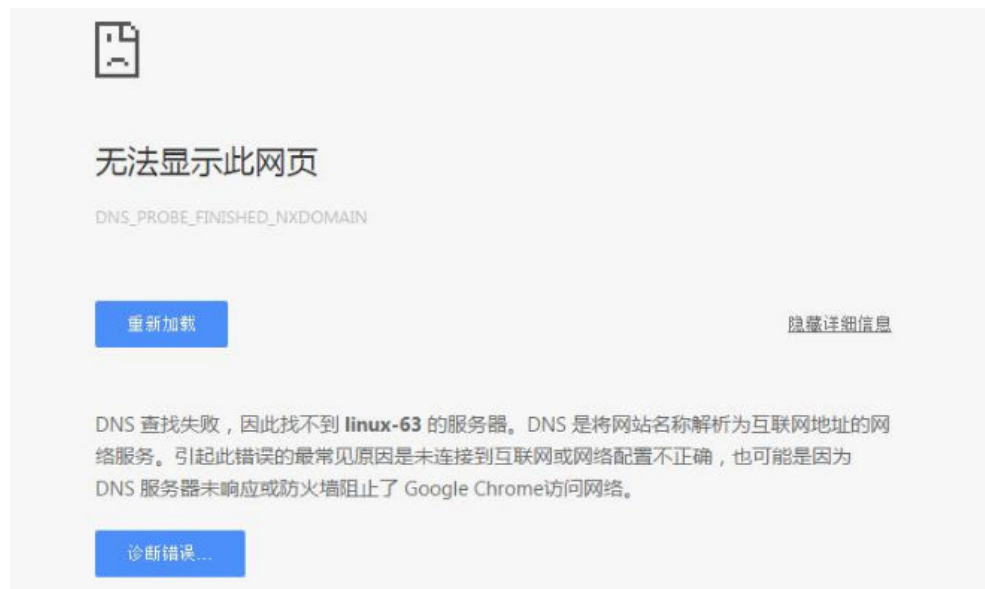 无法显示此网页
DNS_PROBE_FINISHED_NXDOMAIN
重新加载
隐藏详细信息
DNS 查找失败，因此找不到 linux-63 的服务器。DNS 是将网站名称解析为互联网地址的网
络服务。引起此错误的最常见原因是未连接到互联网或网络配置不正确，也可能是因为
DNS 服务器未响应或防火墙阻止了 Google Chrome访问网络。
诊断错误...